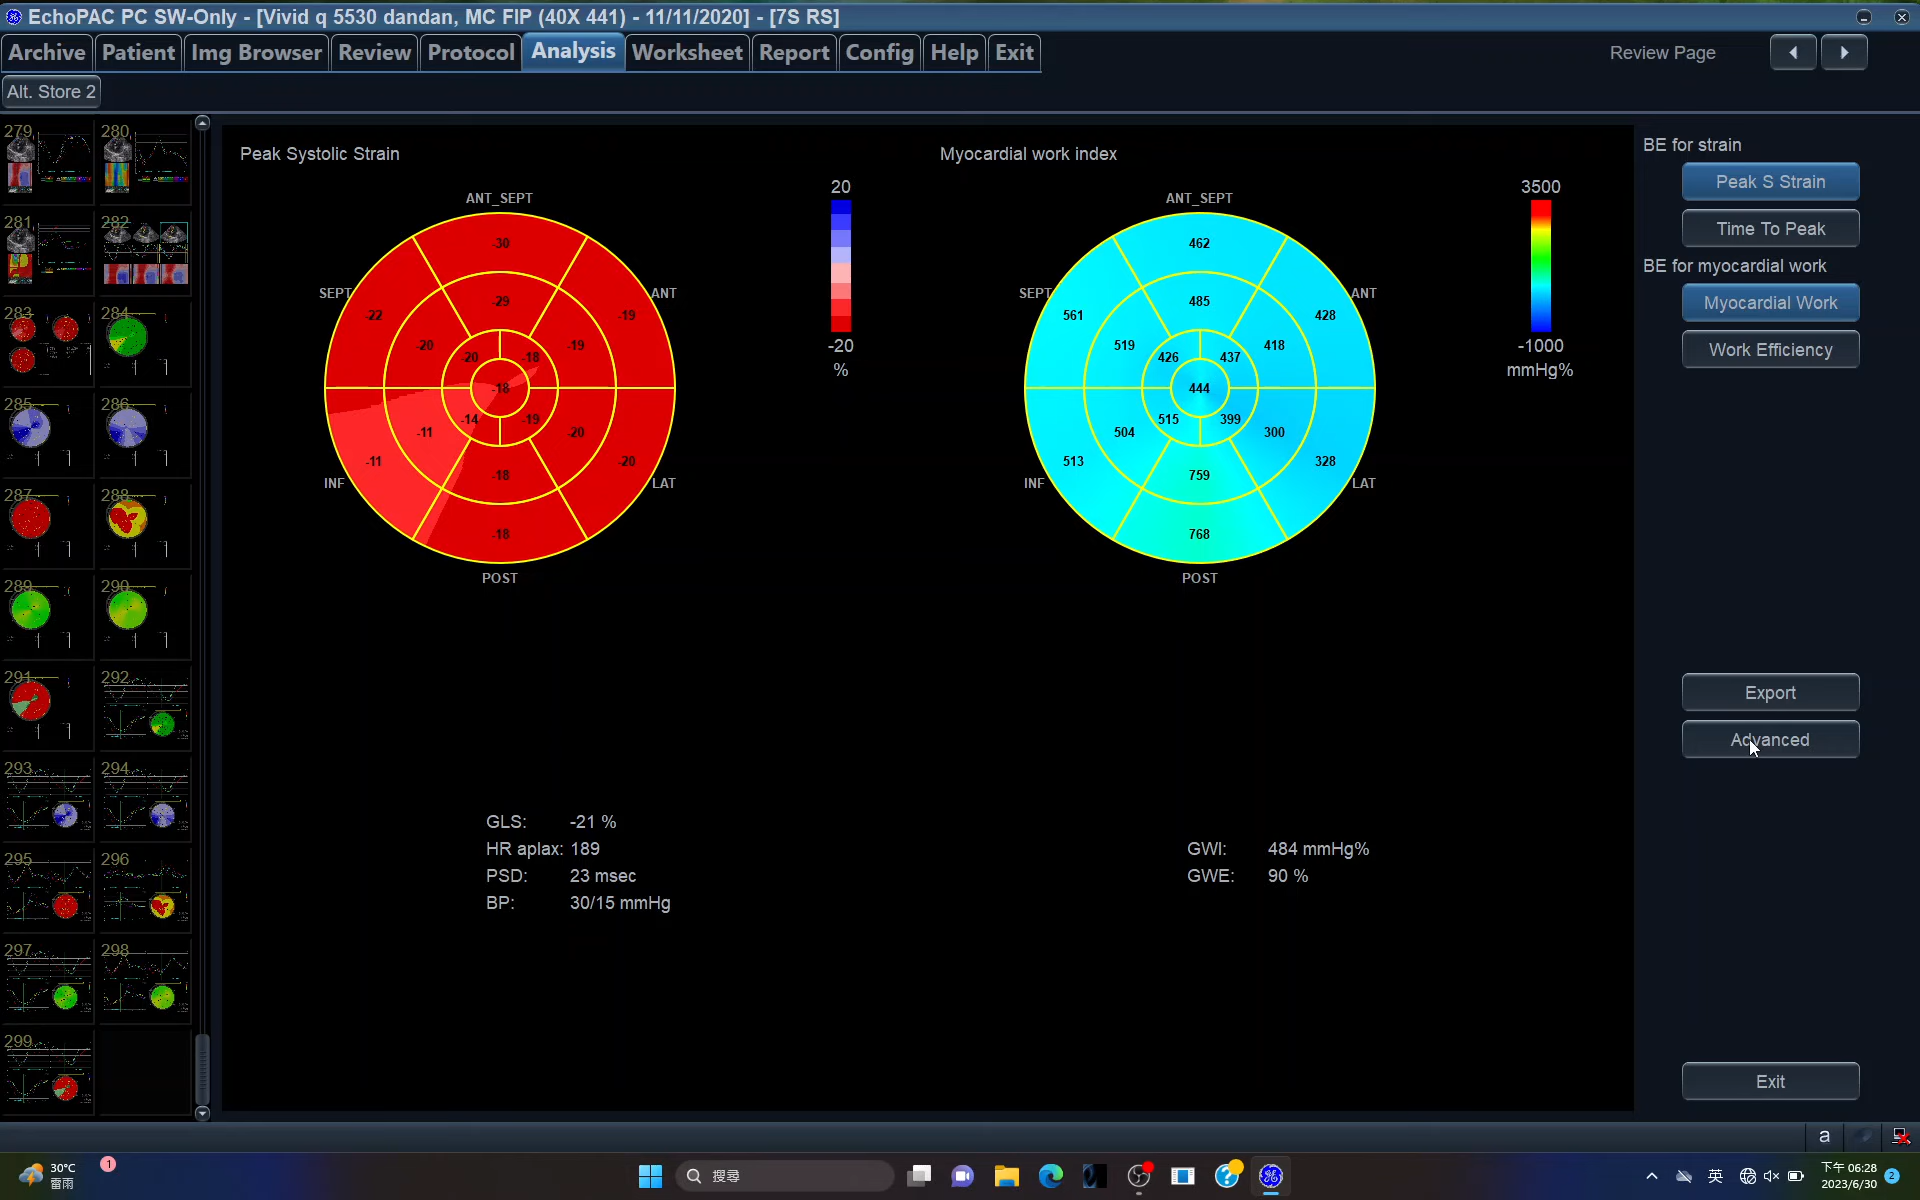 EchoPAC PC SW-Only - [Vivid q 5530 dandan, MC FIP (40X 441) - 11/11/2020] - [7S RS]
Archive Patient Img Browser Review Protocol Analysis Worksheet Report Config Help Exit Review Page
Alt. Store 2
279 280
281 282
283 284
285 286
287 288
289 290
291 292
293 294
295 296
297 298
299
Peak Systolic Strain
ANT_SEPT
SEPT
ANT
INF
LAT
POST
-30
-29
-22
-19
-20
-19
-20
-18
-18
-14
-19
-11
-20
-11
-20
-18
-18
20
-20
%
GLS: -21 %
HR aplax: 189
PSD: 23 msec
BP: 30/15 mmHg
Myocardial work index
ANT_SEPT
SEPT
ANT
INF
LAT
POST
462
485
561
428
519
418
426
437
444
515
399
504
300
513
328
759
768
3500
-1000
mmHg%
GWI: 484 mmHg%
GWE: 90 %
BE for strain
Peak S Strain
Time To Peak
BE for myocardial work
Myocardial Work
Work Efficiency
Export
Advanced
Exit
a
30°C
雷雨
1
搜尋
英
下午 06:28
2023/6/30
2